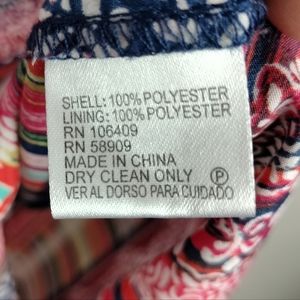 SHELL: 100% POLYESTER
LINING: 100% POLYESTER
RN 106409
RN 58909
MADE IN CHINA
DRY CLEAN ONLY Ⓟ
VER AL DORSO PARA CUIDADO